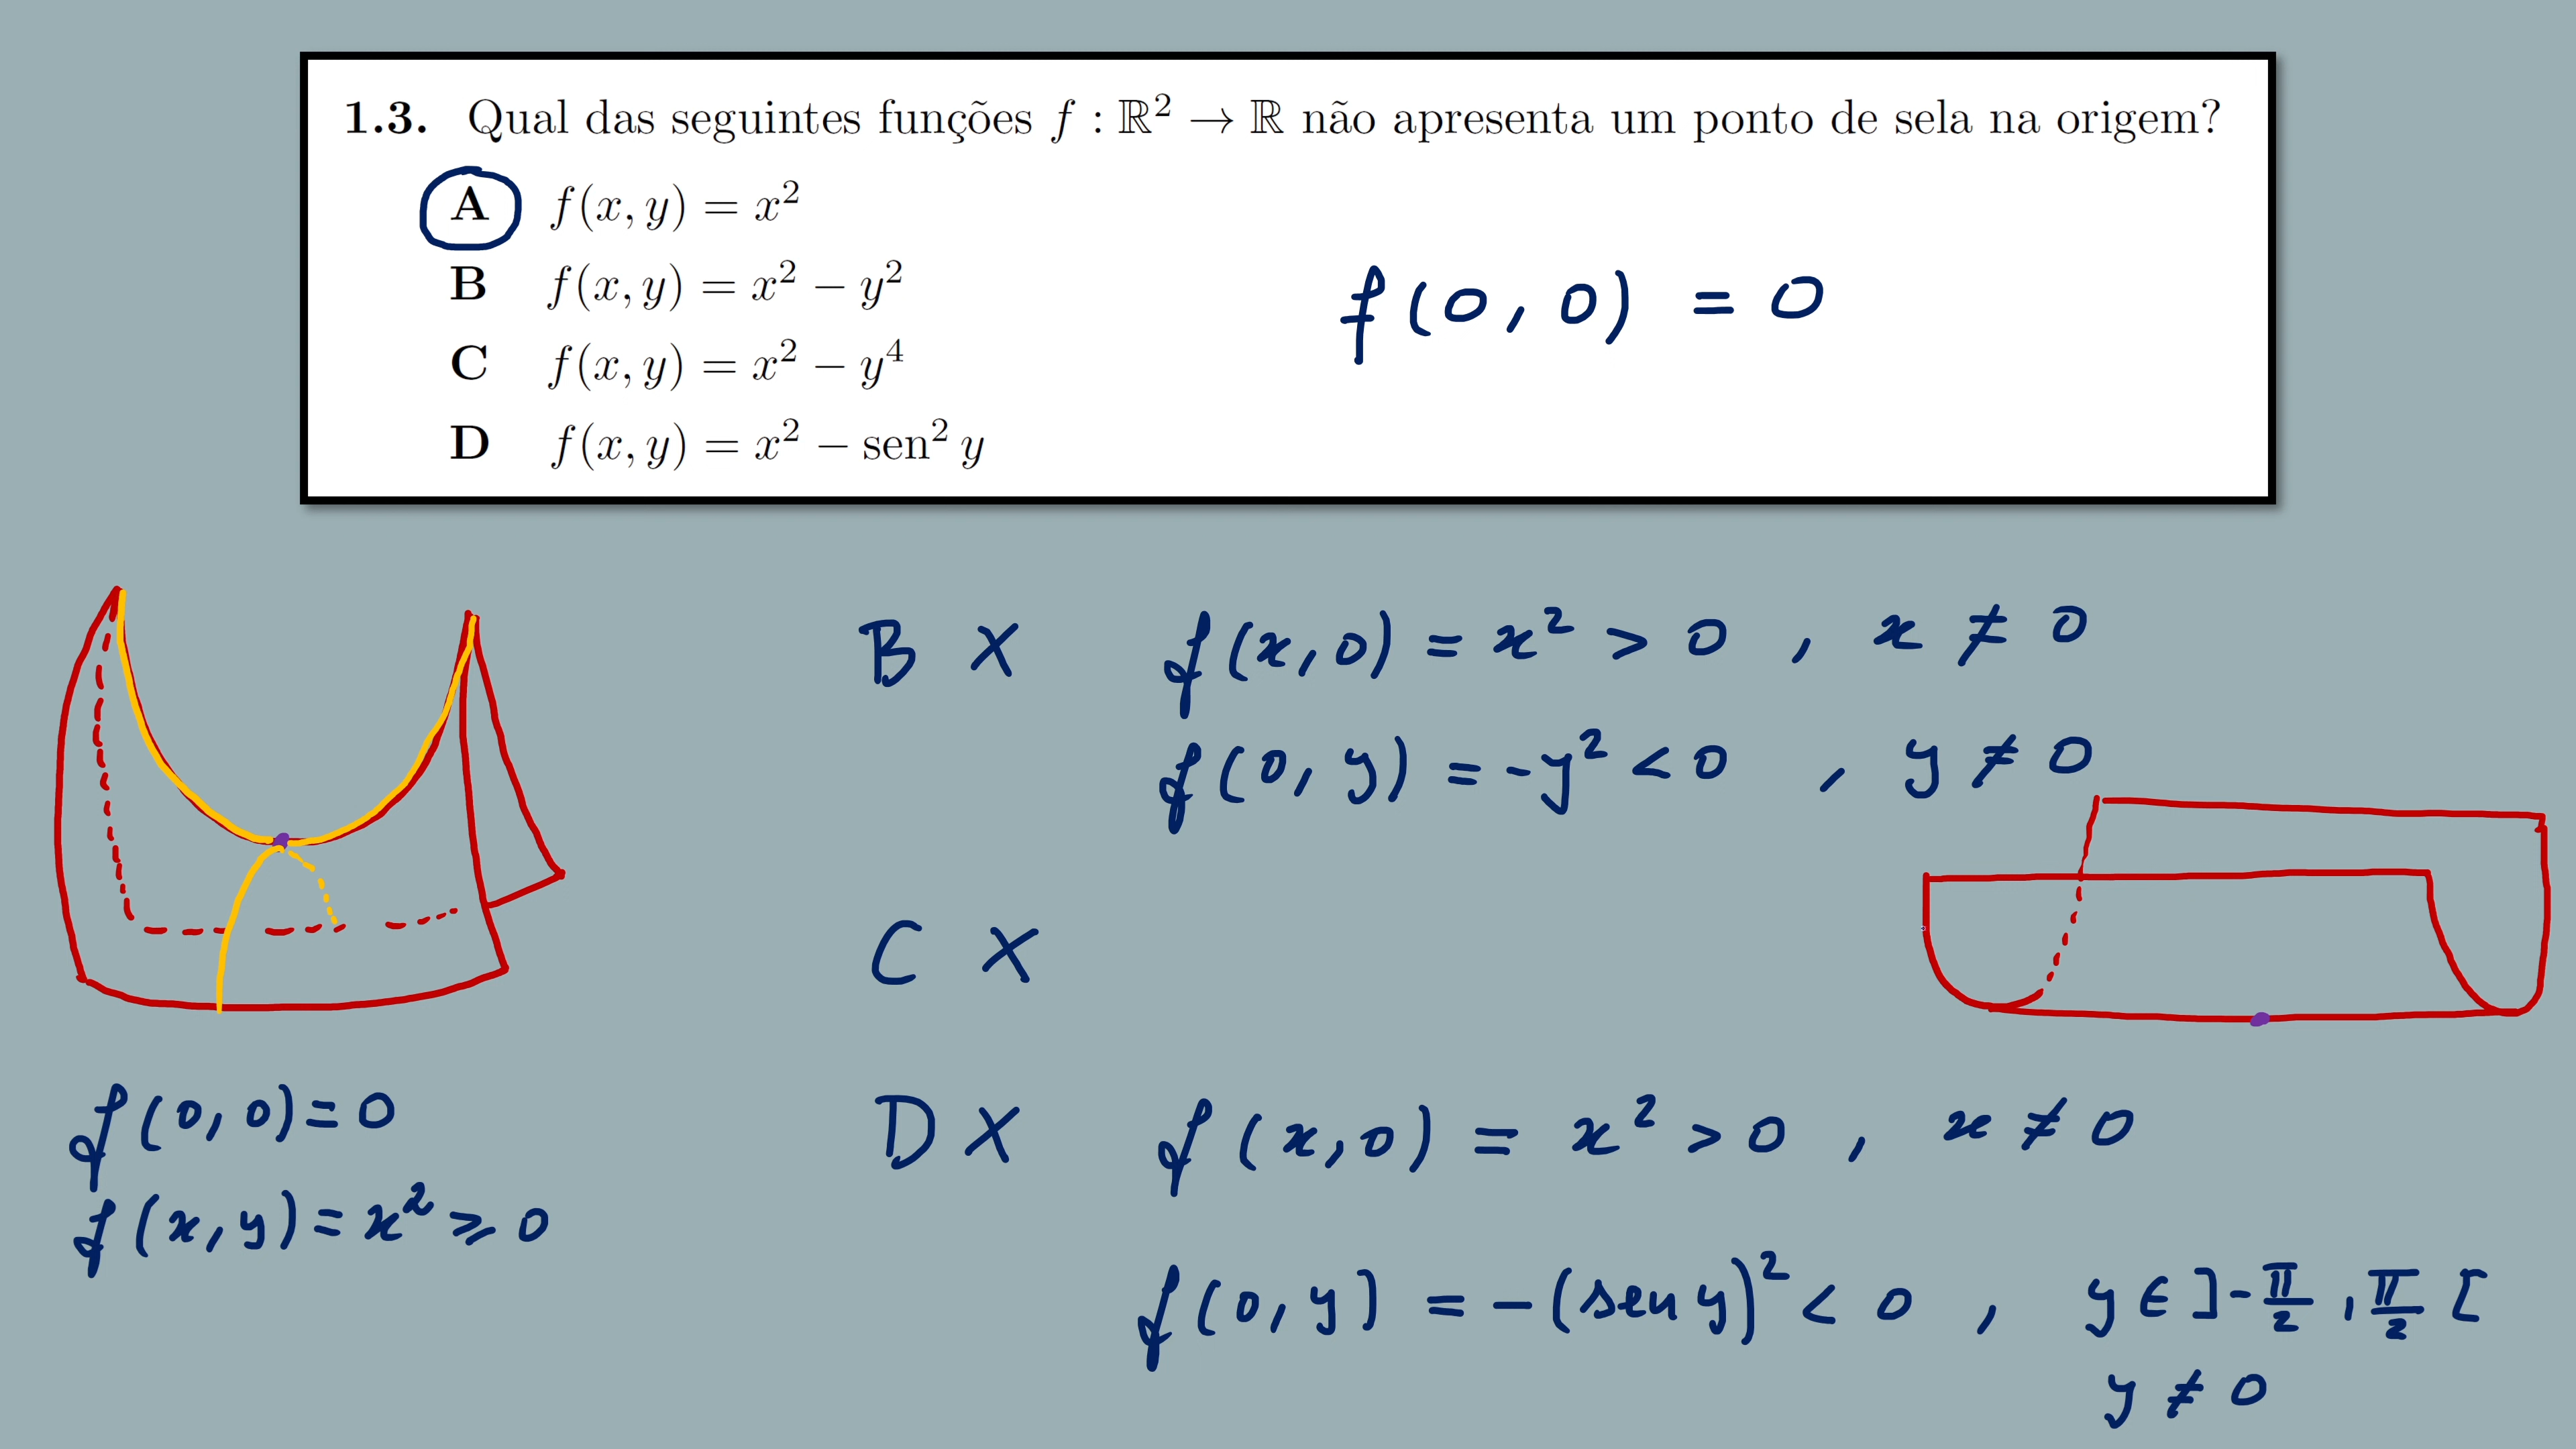 1.3. Qual das seguintes funções f : ℝ² → ℝ não apresenta um ponto de sela na origem?
A f(x, y) = x²
B f(x, y) = x² − y²
C f(x, y) = x² − y⁴
D f(x, y) = x² − sen² y
f(0, 0) = 0
B X f(x, 0) = x² > 0 , x ≠ 0
f(0, y) = -y² < 0 , y ≠ 0
C X
f(0, 0) = 0
f(x, y) = x² ⩾ 0
D X f(x, 0) = x² > 0 , x ≠ 0
f(0, y) = −(sen y)² < 0 , y ∈ ]-π/2 , π/2[
y ≠ 0